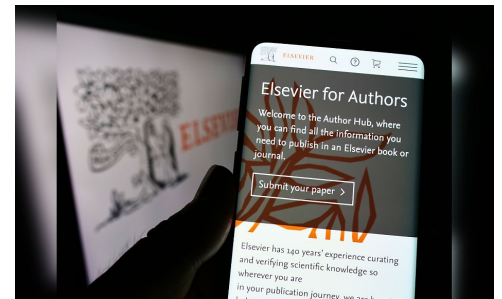 ELSEVIER
ELSEVIER
Elsevier for Authors
Welcome to the Author Hub, where
you can find all the information you
need to publish in an Elsevier book or
journal.
Submit your paper >
Elsevier has 140 years' experience curating
and verifying scientific knowledge so
wherever you are
in your publication journey, we are